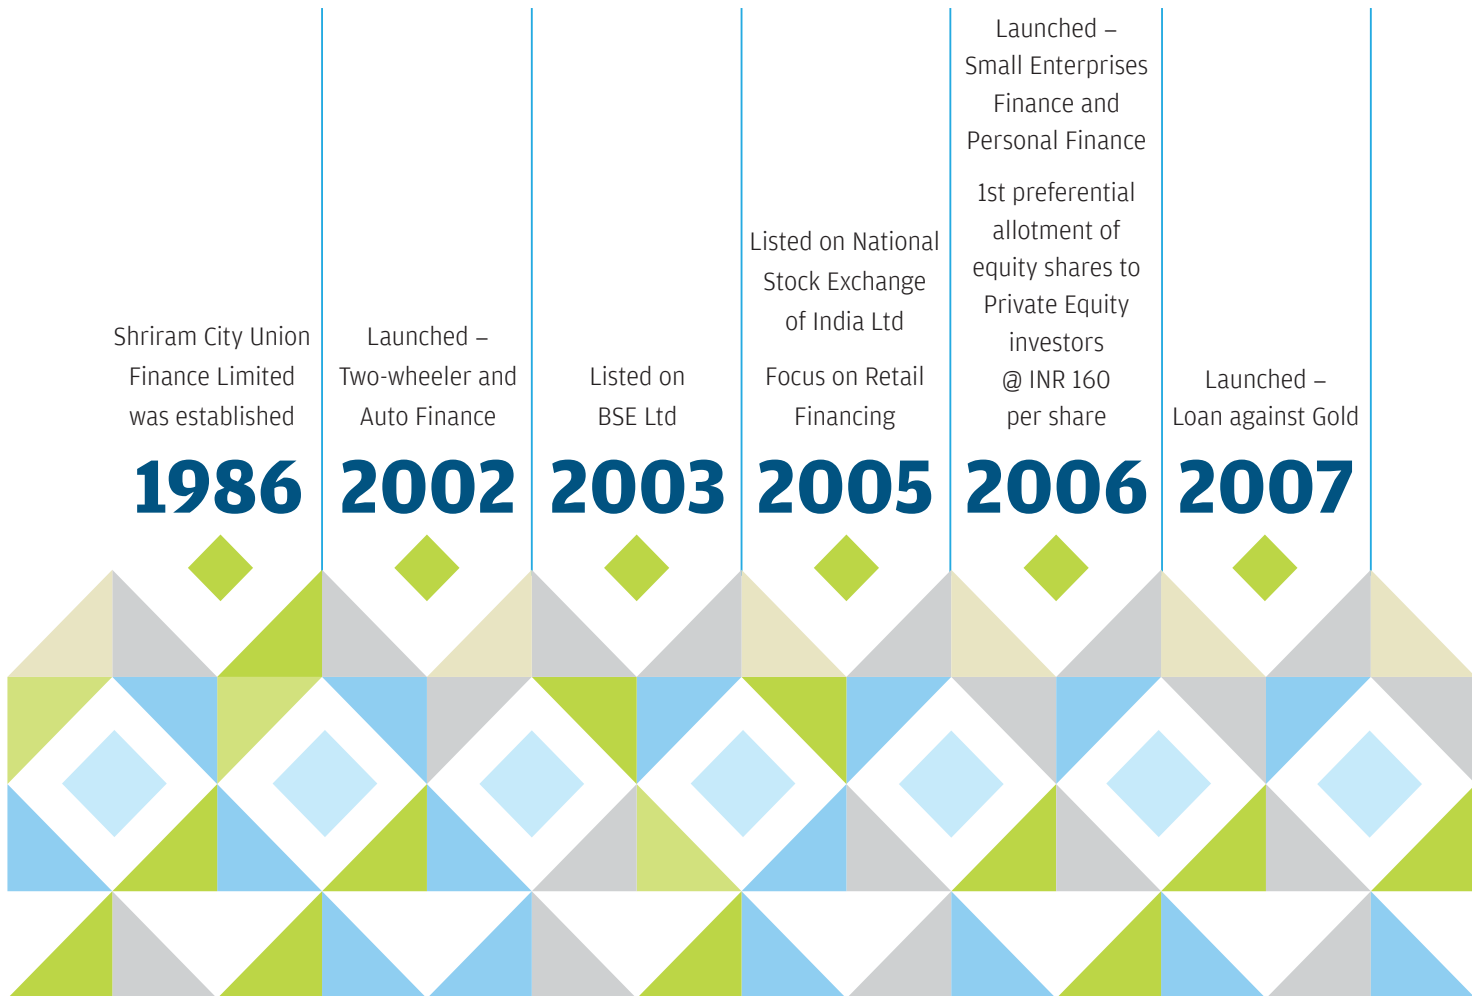 Shriram City Union
Finance Limited
was established
1986
Launched –
Two-wheeler and
Auto Finance
2002
Listed on
BSE Ltd
2003
Listed on National
Stock Exchange
of India Ltd
Focus on Retail
Financing
2005
Launched –
Small Enterprises
Finance and
Personal Finance
1st preferential
allotment of
equity shares to
Private Equity
investors
@ INR 160
per share
2006
Launched –
Loan against Gold
2007